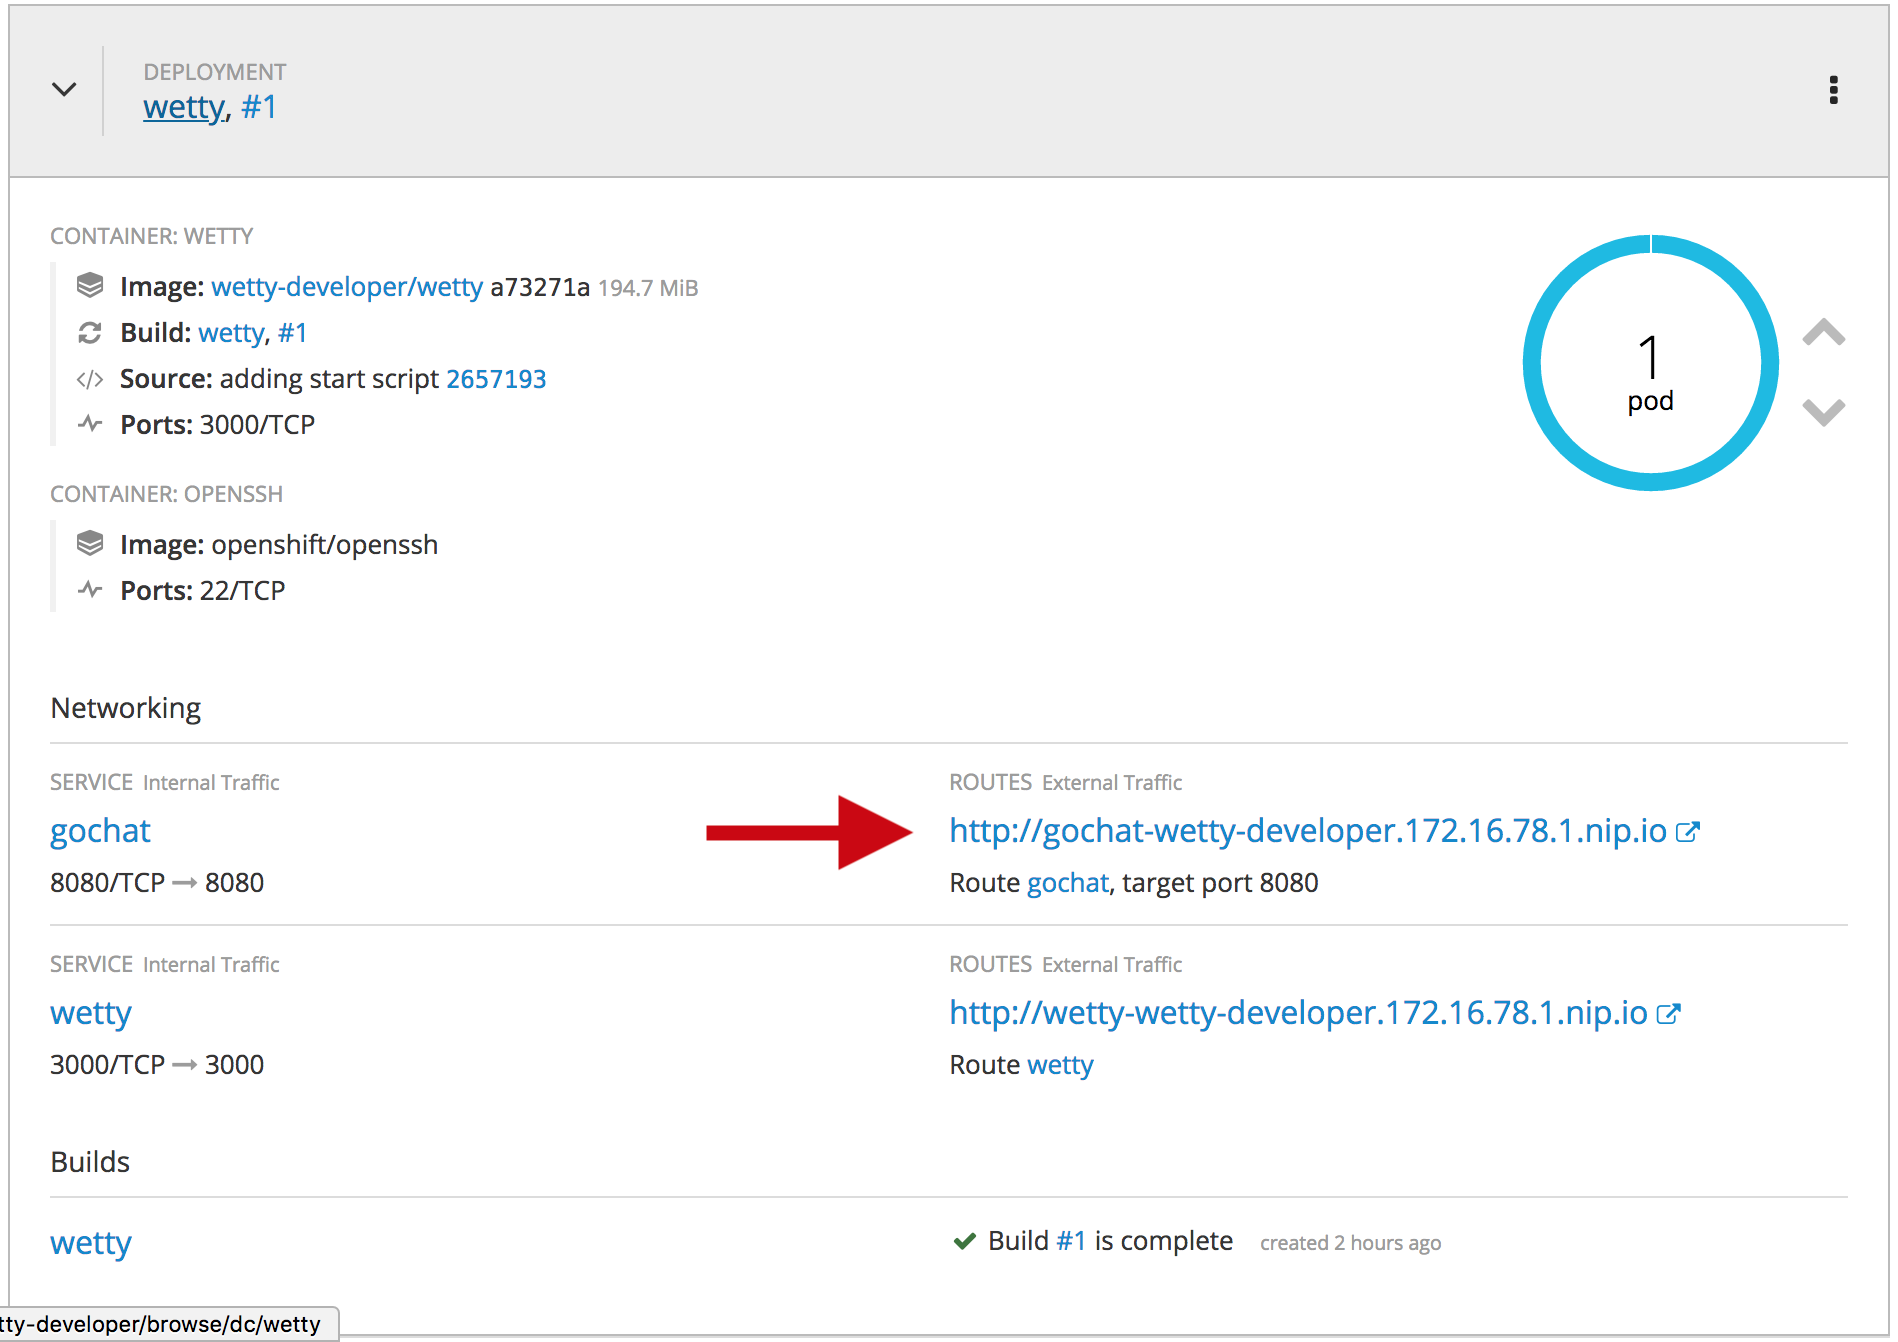 DEPLOYMENT
wetty, #1
CONTAINER: WETTY
Image: wetty-developer/wetty a73271a 194.7 MiB
Build: wetty, #1
Source: adding start script 2657193
Ports: 3000/TCP
1
pod
CONTAINER: OPENSSH
Image: openshift/openssh
Ports: 22/TCP
Networking
SERVICE Internal Traffic
gochat
8080/TCP → 8080
ROUTES External Traffic
http://gochat-wetty-developer.172.16.78.1.nip.io
Route gochat, target port 8080
SERVICE Internal Traffic
wetty
3000/TCP → 3000
ROUTES External Traffic
http://wetty-wetty-developer.172.16.78.1.nip.io
Route wetty
Builds
wetty
Build #1 is complete created 2 hours ago
tty-developer/browse/dc/wetty